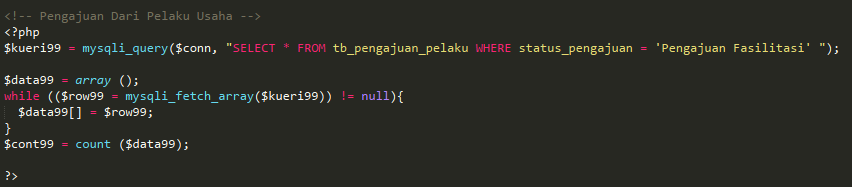 <!-- Pengajuan Dari Pelaku Usaha -->
<?php
$kueri99 = mysqli_query($conn, "SELECT * FROM tb_pengajuan_pelaku WHERE status_pengajuan = 'Pengajuan Fasilitasi' ");
$data99 = array ();
while (($row99 = mysqli_fetch_array($kueri99)) != null){
  $data99[] = $row99;
}
$cont99 = count ($data99);
?>